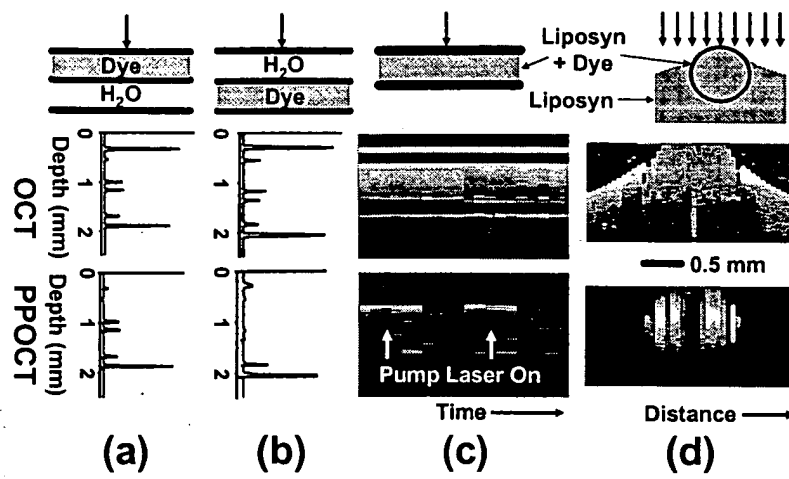 Dye
H₂O
H₂O
Dye
Liposyn
+ Dye
Liposyn
OCT
Depth (mm)
0
1
2
0
1
2
0.5 mm
PPOCT
Depth (mm)
0
1
2
0
1
2
Pump Laser On
Time
Distance
(a)
(b)
(c)
(d)